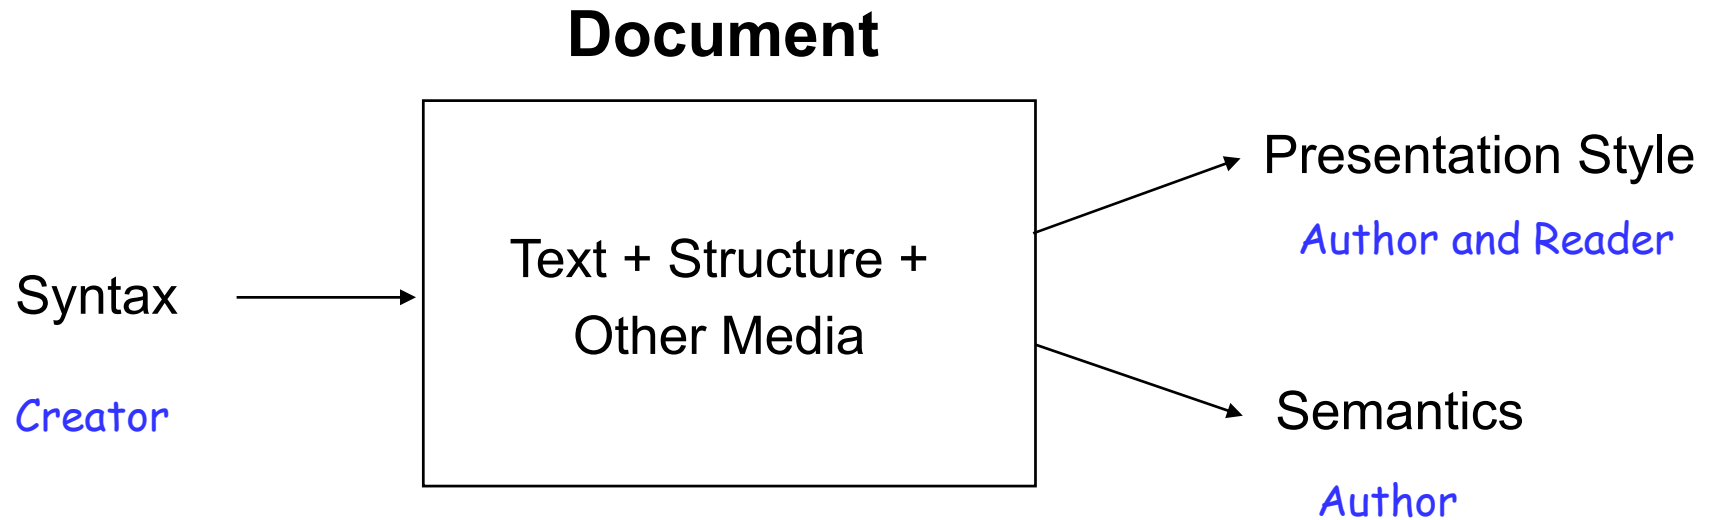 Document
Syntax
Creator
Text + Structure +
Other Media
Presentation Style
Author and Reader
Semantics
Author